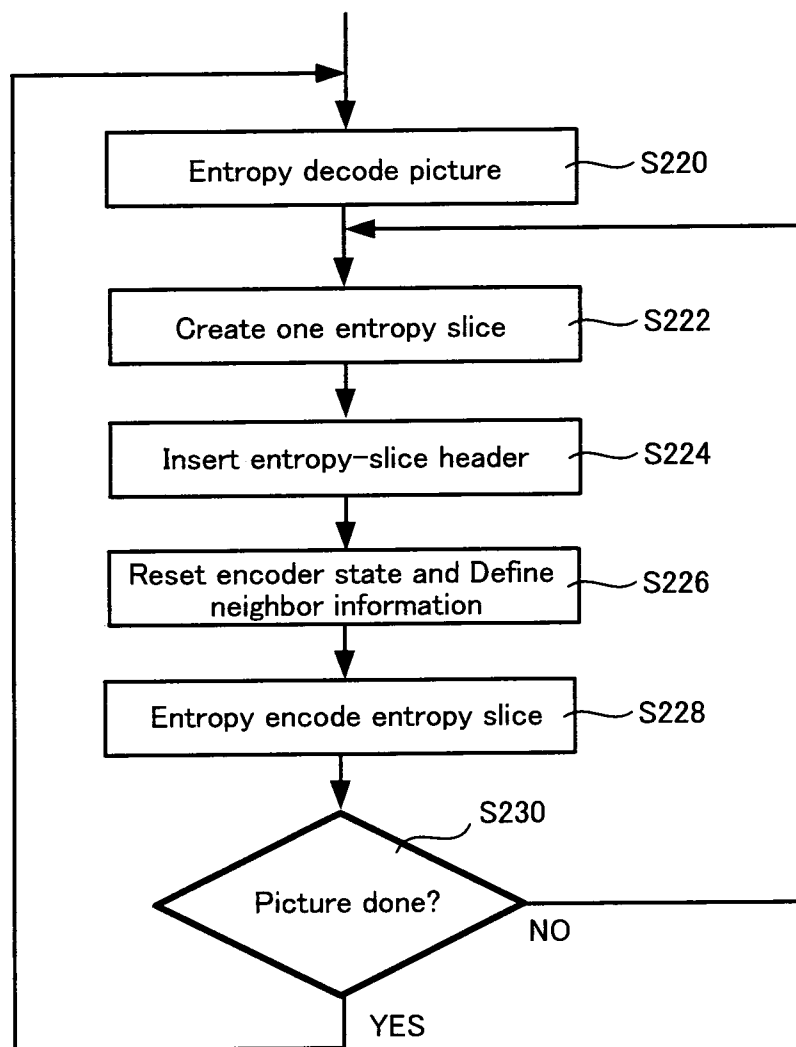 Entropy decode picture
S220
Create one entropy slice
S222
Insert entropy-slice header
S224
Reset encoder state and Define
neighbor information
S226
Entropy encode entropy slice
S228
S230
Picture done?
NO
YES